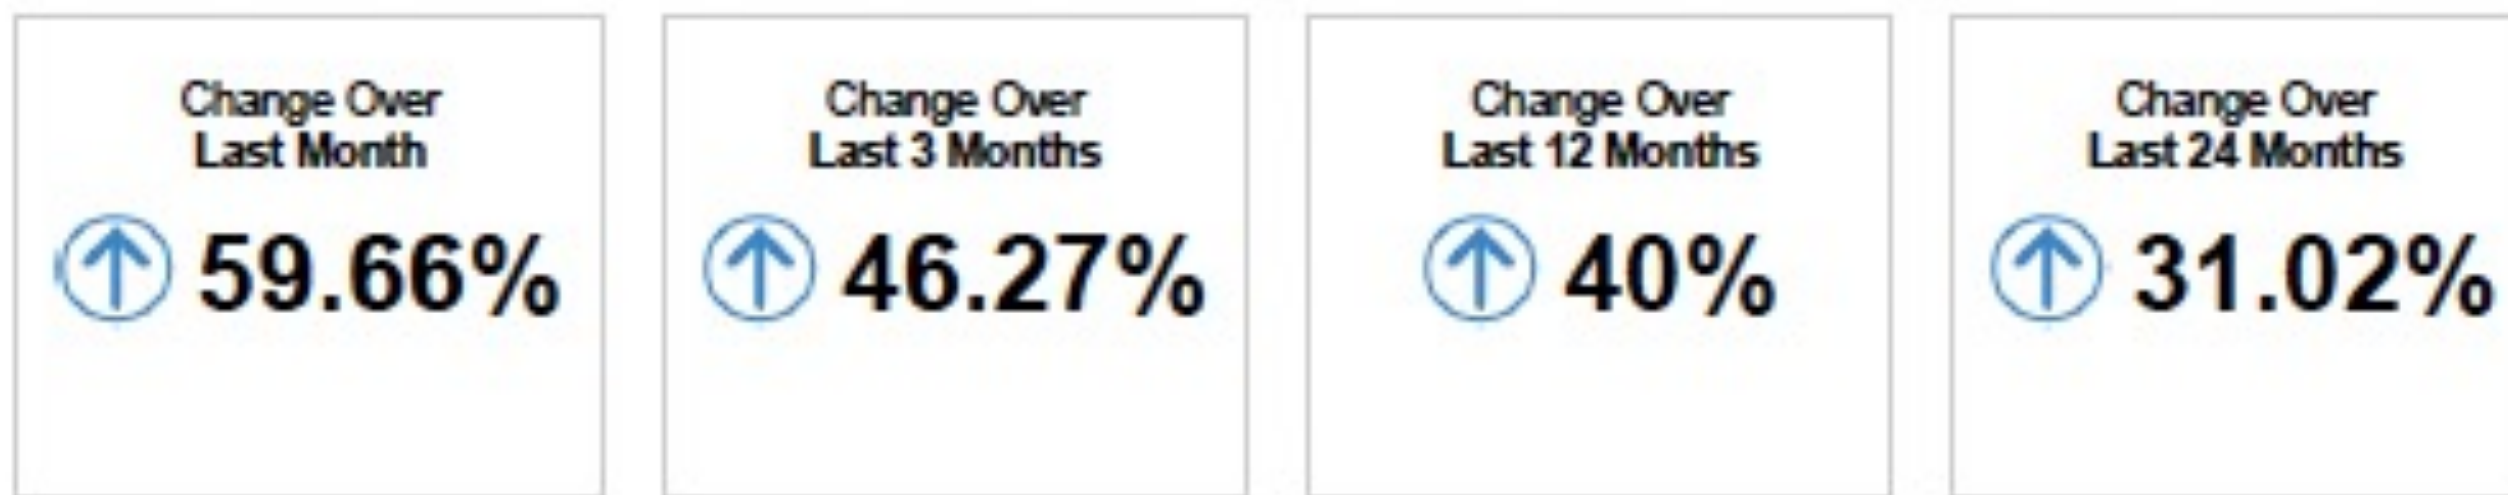 Change Over
Last Month
59.66%
Change Over
Last 3 Months
46.27%
Change Over
Last 12 Months
40%
Change Over
Last 24 Months
31.02%